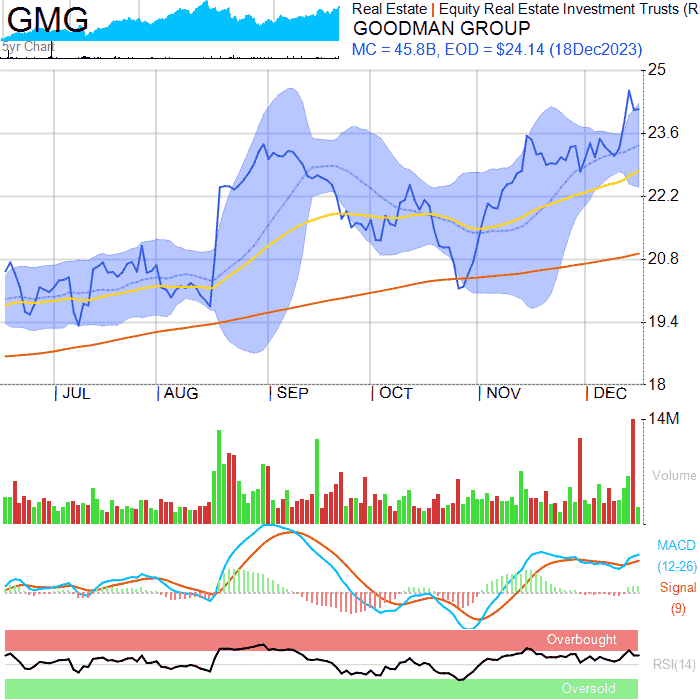 GMG
Real Estate | Equity Real Estate Investment Trusts (R
GOODMAN GROUP
MC = 45.8B, EOD = $24.14 (18Dec2023)
5yr Chart
25
23.6
22.2
20.8
19.4
18
| JUL | AUG | SEP | OCT | NOV | DEC
14M
Volume
MACD
(12-26)
Signal
(9)
Overbought
RSI(14)
Oversold